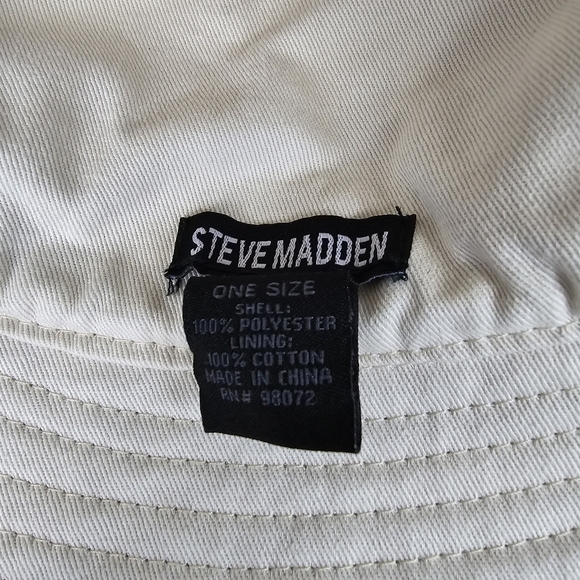 STEVE MADDEN
ONE SIZE
SHELL:
100% POLYESTER
LINING:
100% COTTON
MADE IN CHINA
RN# 98072